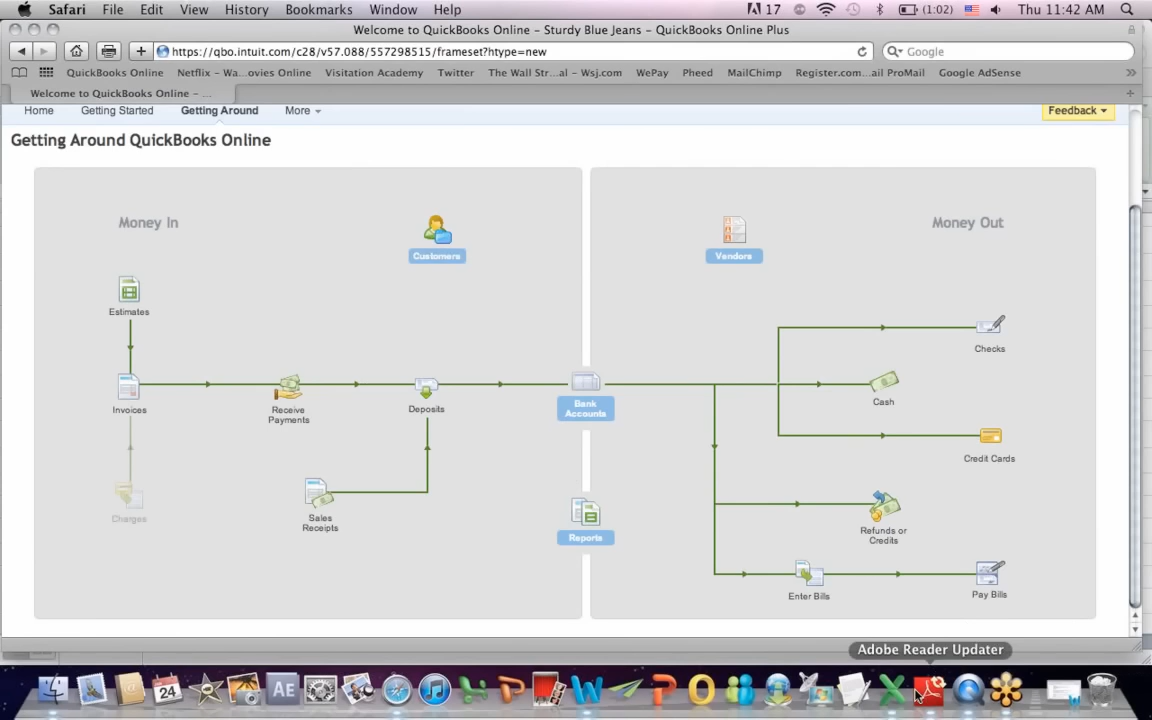 Safari File Edit View History Bookmarks Window Help 17 (1:02) Thu 11:42 AM
Welcome to QuickBooks Online – Sturdy Blue Jeans – QuickBooks Online Plus
https://qbo.intuit.com/c28/v57.088/557298515/frameset?htype=new Google
QuickBooks Online Netflix – Wa...ovies Online Visitation Academy Twitter The Wall Str...al – Wsj.com WePay Pheed MailChimp Register.com...ail ProMail Google AdSense
Welcome to QuickBooks Online – ...
Home Getting Started Getting Around More Feedback
Getting Around QuickBooks Online
Money In Money Out
Customers Vendors
Estimates
Checks
Cash
Invoices Receive Payments Deposits Bank Accounts
Credit Cards
Charges Sales Receipts
Reports
Refunds or Credits
Enter Bills Pay Bills
Adobe Reader Updater
24 AE